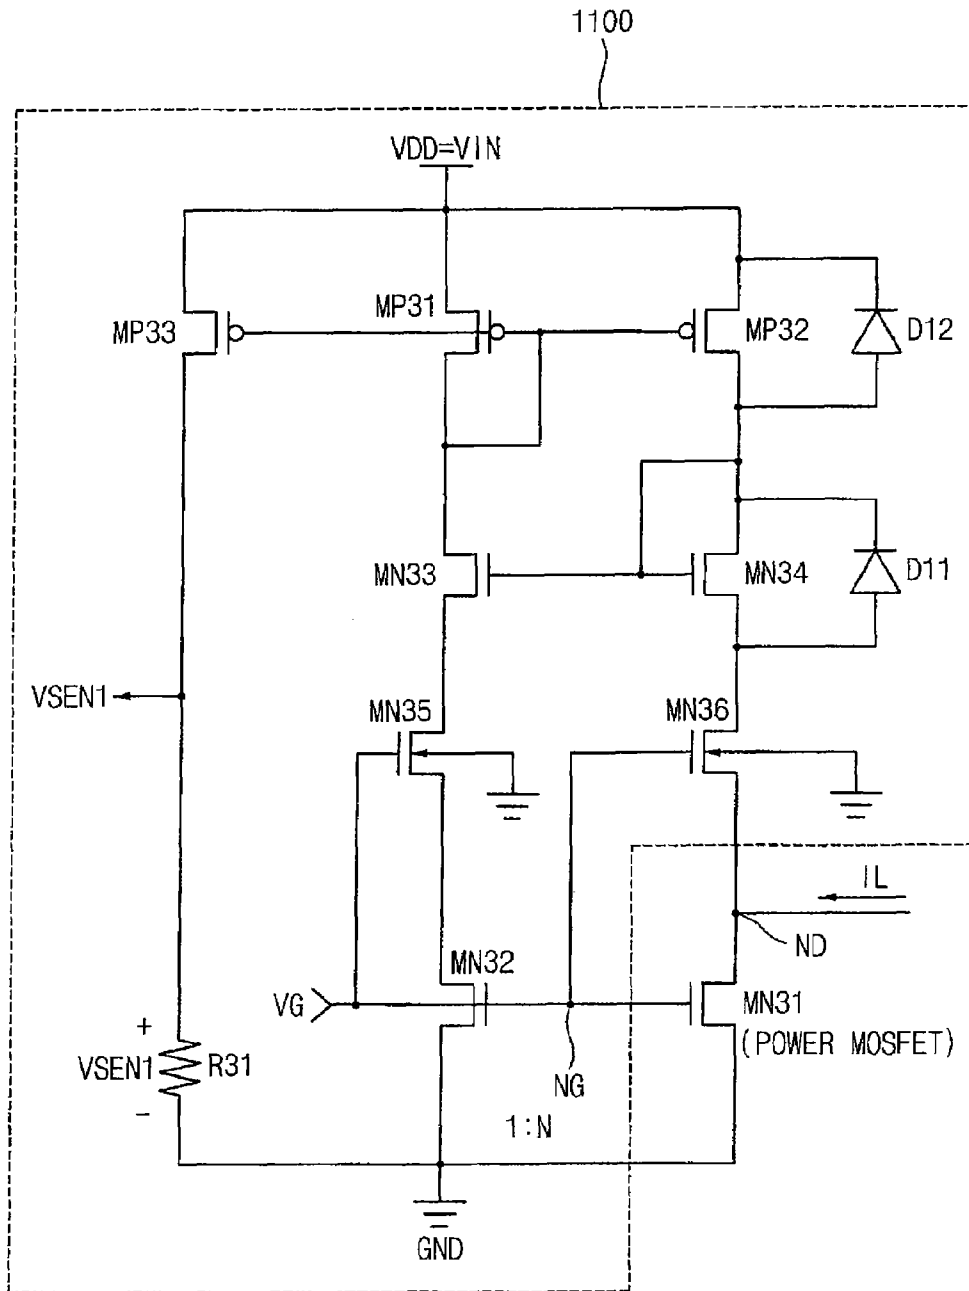 1100
VDD=VIN
MP33
MP31
MP32
D12
MN33
MN34
D11
VSEN1
MN35
MN36
IL
ND
MN32
VG
MN31
(POWER MOSFET)
+
VSEN1
R31
-
NG
1:N
GND